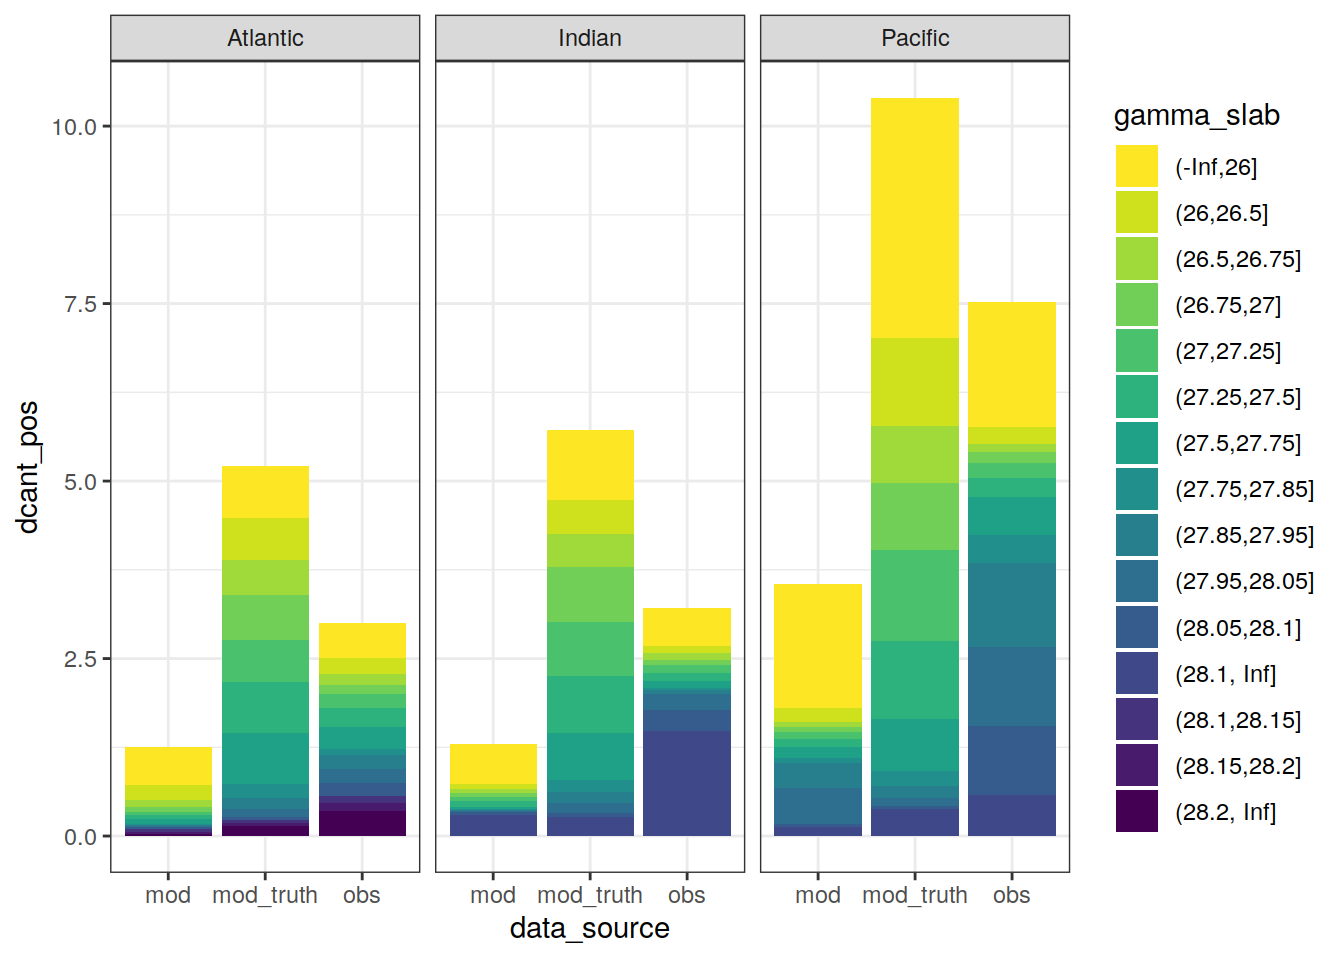 Atlantic
Indian
Pacific
dcant_pos
10.0
7.5
5.0
2.5
0.0
mod mod_truth obs
mod mod_truth obs
mod mod_truth obs
data_source
gamma_slab
(-Inf,26]
(26,26.5]
(26.5,26.75]
(26.75,27]
(27,27.25]
(27.25,27.5]
(27.5,27.75]
(27.75,27.85]
(27.85,27.95]
(27.95,28.05]
(28.05,28.1]
(28.1, Inf]
(28.1,28.15]
(28.15,28.2]
(28.2, Inf]